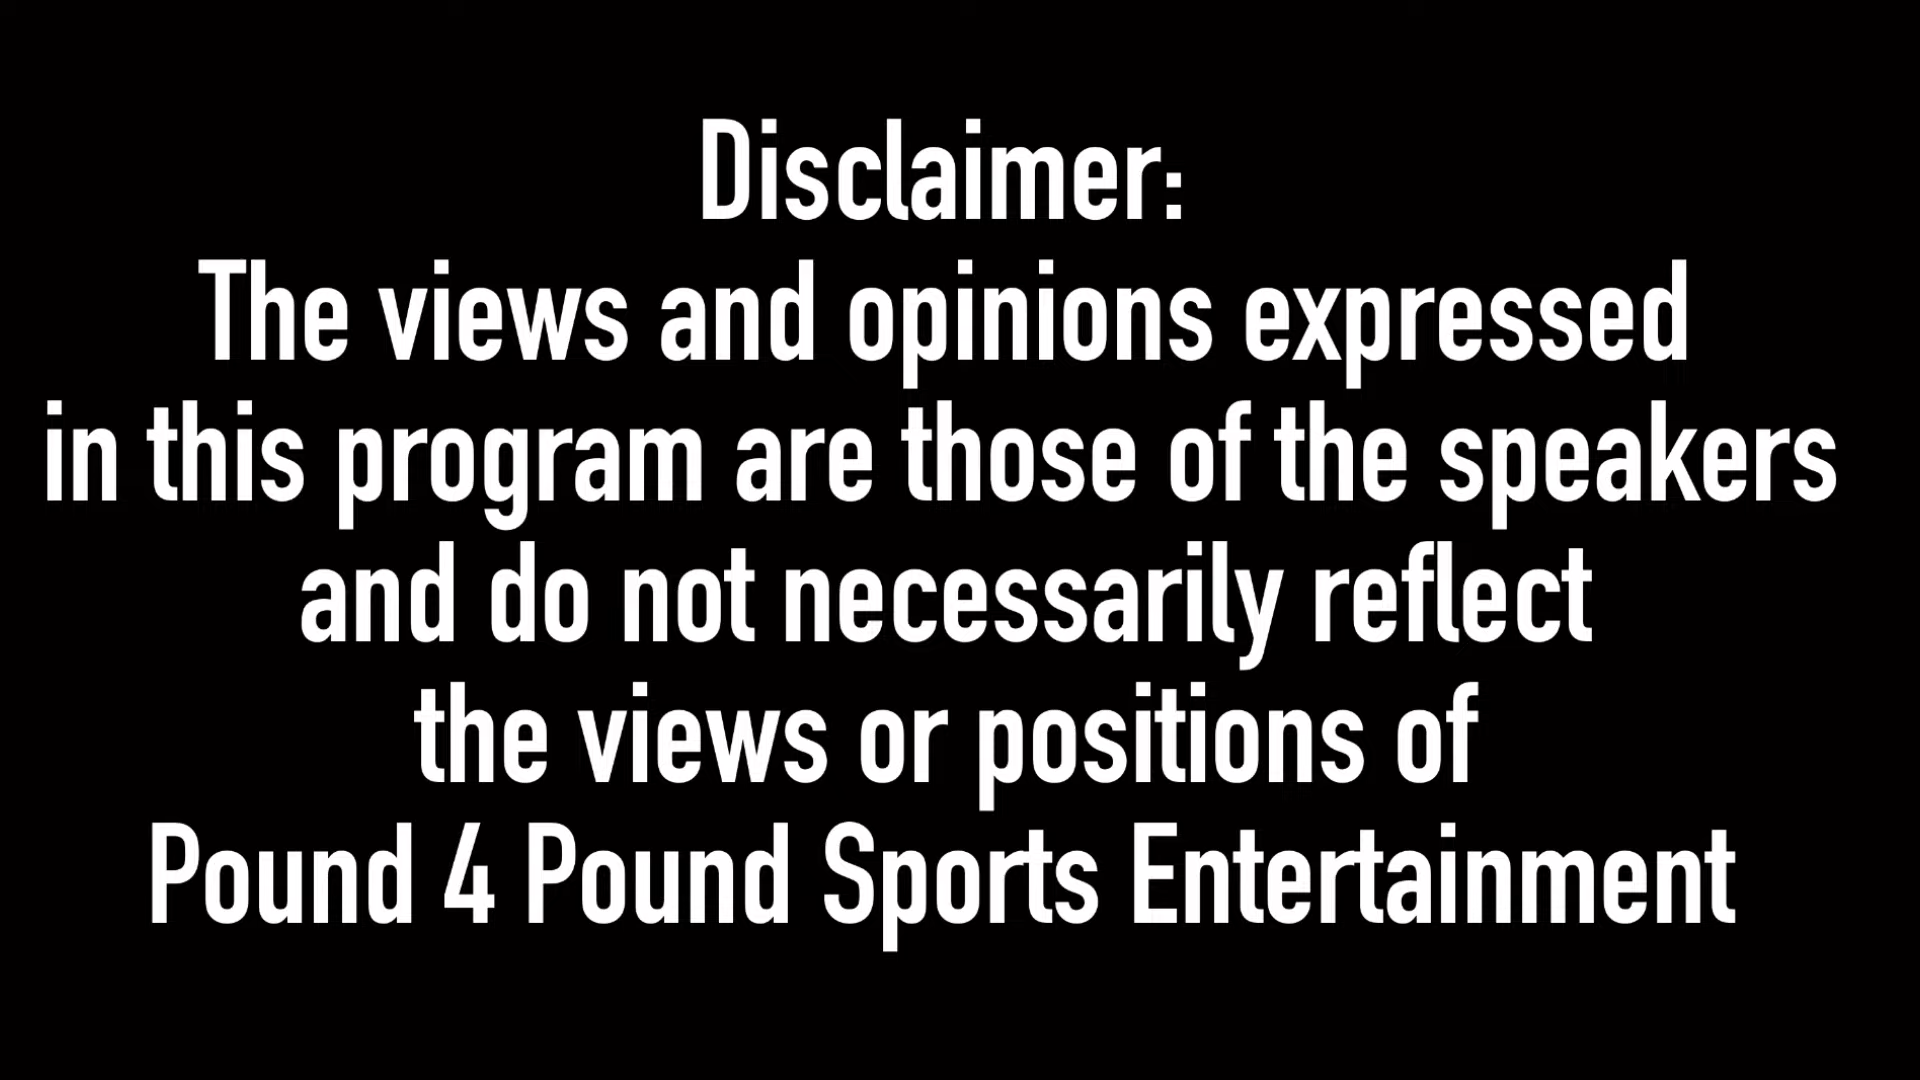 Disclaimer:
The views and opinions expressed
in this program are those of the speakers
and do not necessarily reflect
the views or positions of
Pound 4 Pound Sports Entertainment